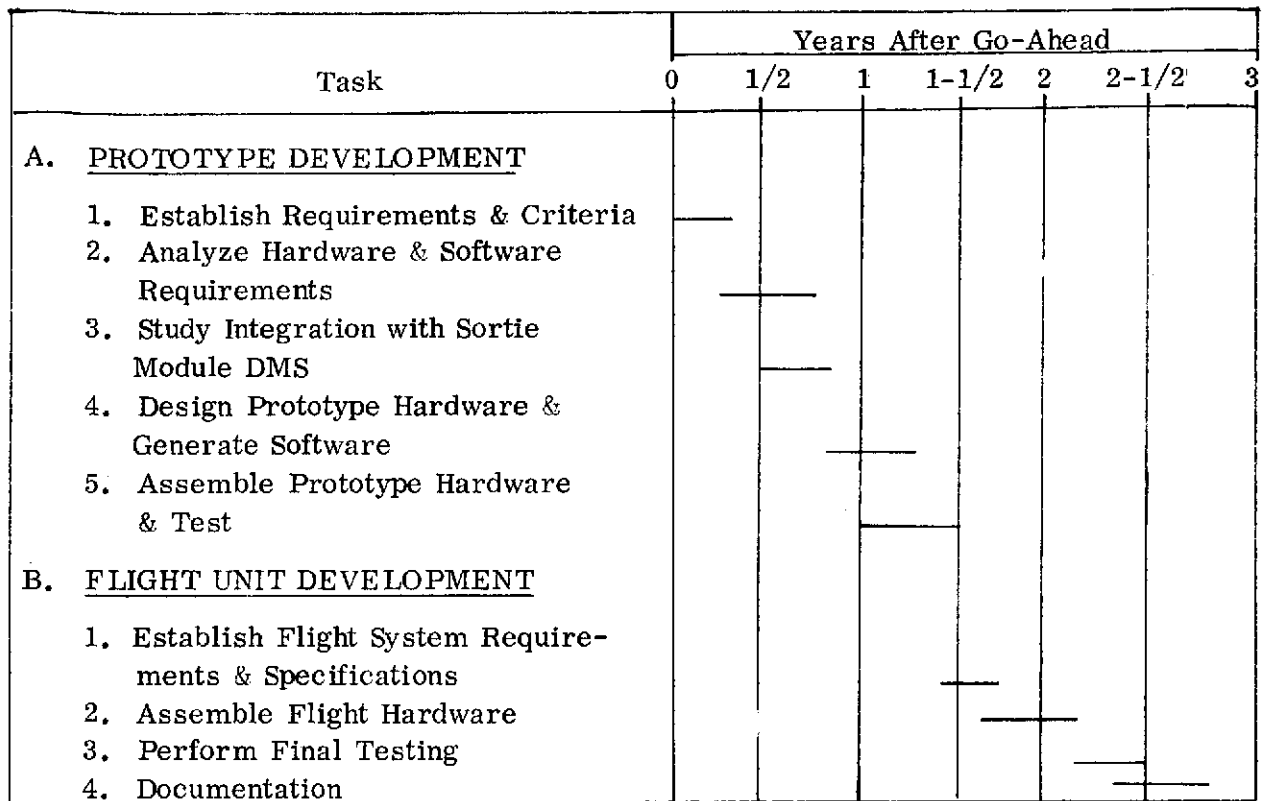 Years After Go-Ahead
Task 0 1/2 1 1-1/2 2 2-1/2 3
A. PROTOTYPE DEVELOPMENT
1. Establish Requirements & Criteria
2. Analyze Hardware & Software
Requirements
3. Study Integration with Sortie
Module DMS
4. Design Prototype Hardware &
Generate Software
5. Assemble Prototype Hardware
& Test
B. FLIGHT UNIT DEVELOPMENT
1. Establish Flight System Require-
ments & Specifications
2. Assemble Flight Hardware
3. Perform Final Testing
4. Documentation